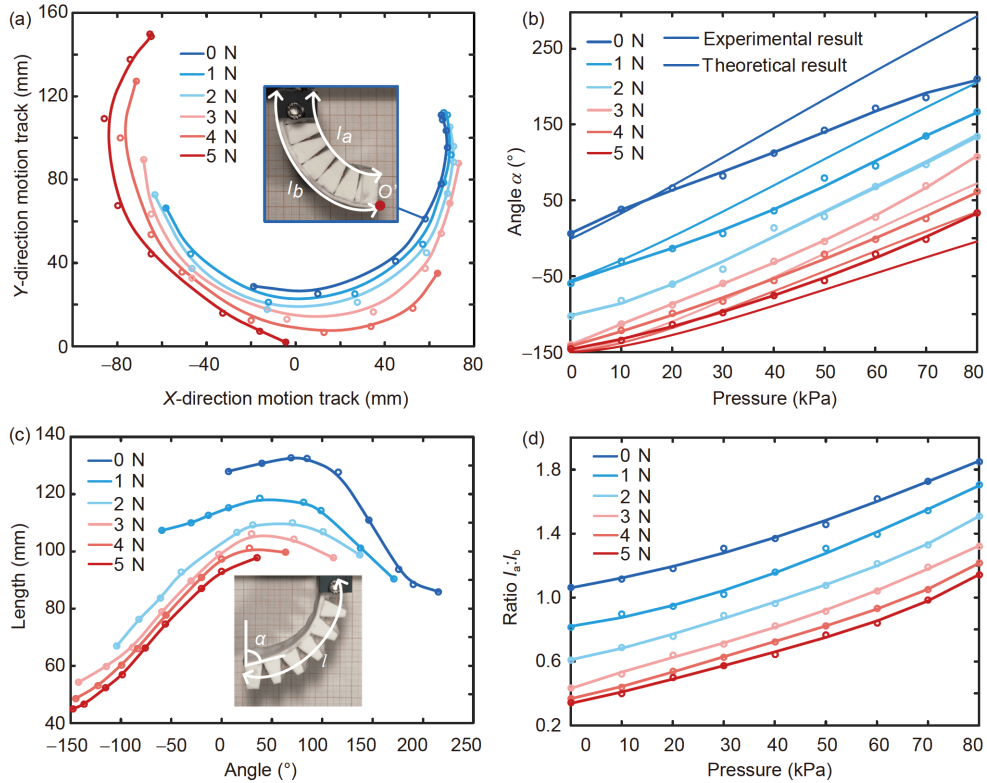 (a)
160
120
80
40
0
Y-direction motion track (mm)
−80
−40
0
40
80
X-direction motion track (mm)
0 N
1 N
2 N
3 N
4 N
5 N
la
lb
O'
(b)
250
150
50
−50
−150
Angle α (°)
0
10
20
30
40
50
60
70
80
Pressure (kPa)
0 N
1 N
2 N
3 N
4 N
5 N
Experimental result
Theoretical result
(c)
140
120
100
80
60
40
Length (mm)
−150
−100
−50
0
50
100
150
200
250
Angle (°)
0 N
1 N
2 N
3 N
4 N
5 N
α
l
(d)
1.8
1.4
1.0
0.6
0.2
Ratio la:lb
0
10
20
30
40
50
60
70
80
Pressure (kPa)
0 N
1 N
2 N
3 N
4 N
5 N